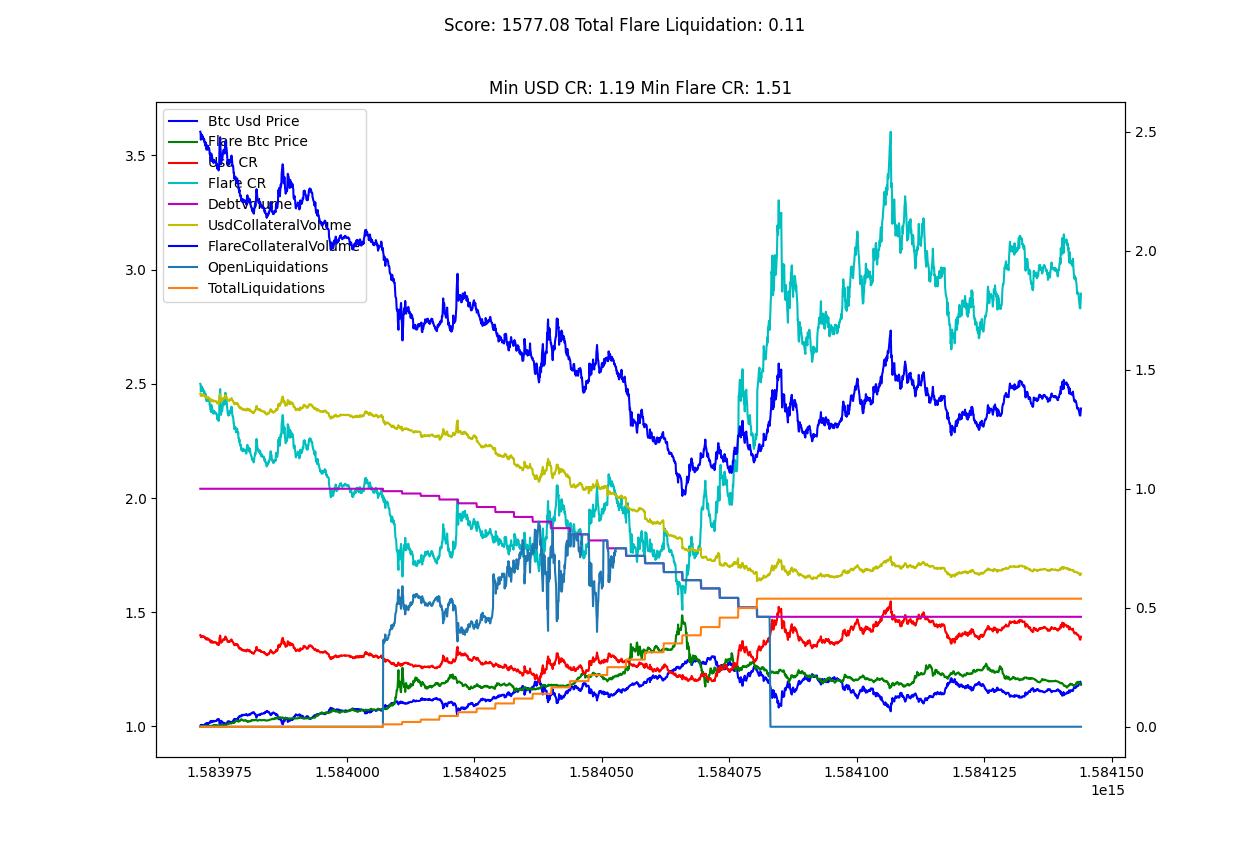 Score: 1577.08 Total Flare Liquidation: 0.11
Min USD CR: 1.19 Min Flare CR: 1.51
Btc Usd Price
Flare Btc Price
Usd CR
Flare CR
DebtVolume
UsdCollateralVolume
FlareCollateralVolume
OpenLiquidations
TotalLiquidations
3.5
3.0
2.5
2.0
1.5
1.0
2.5
2.0
1.5
1.0
0.5
0.0
1.583975 1.584000 1.584025 1.584050 1.584075 1.584100 1.584125 1.584150
1e15